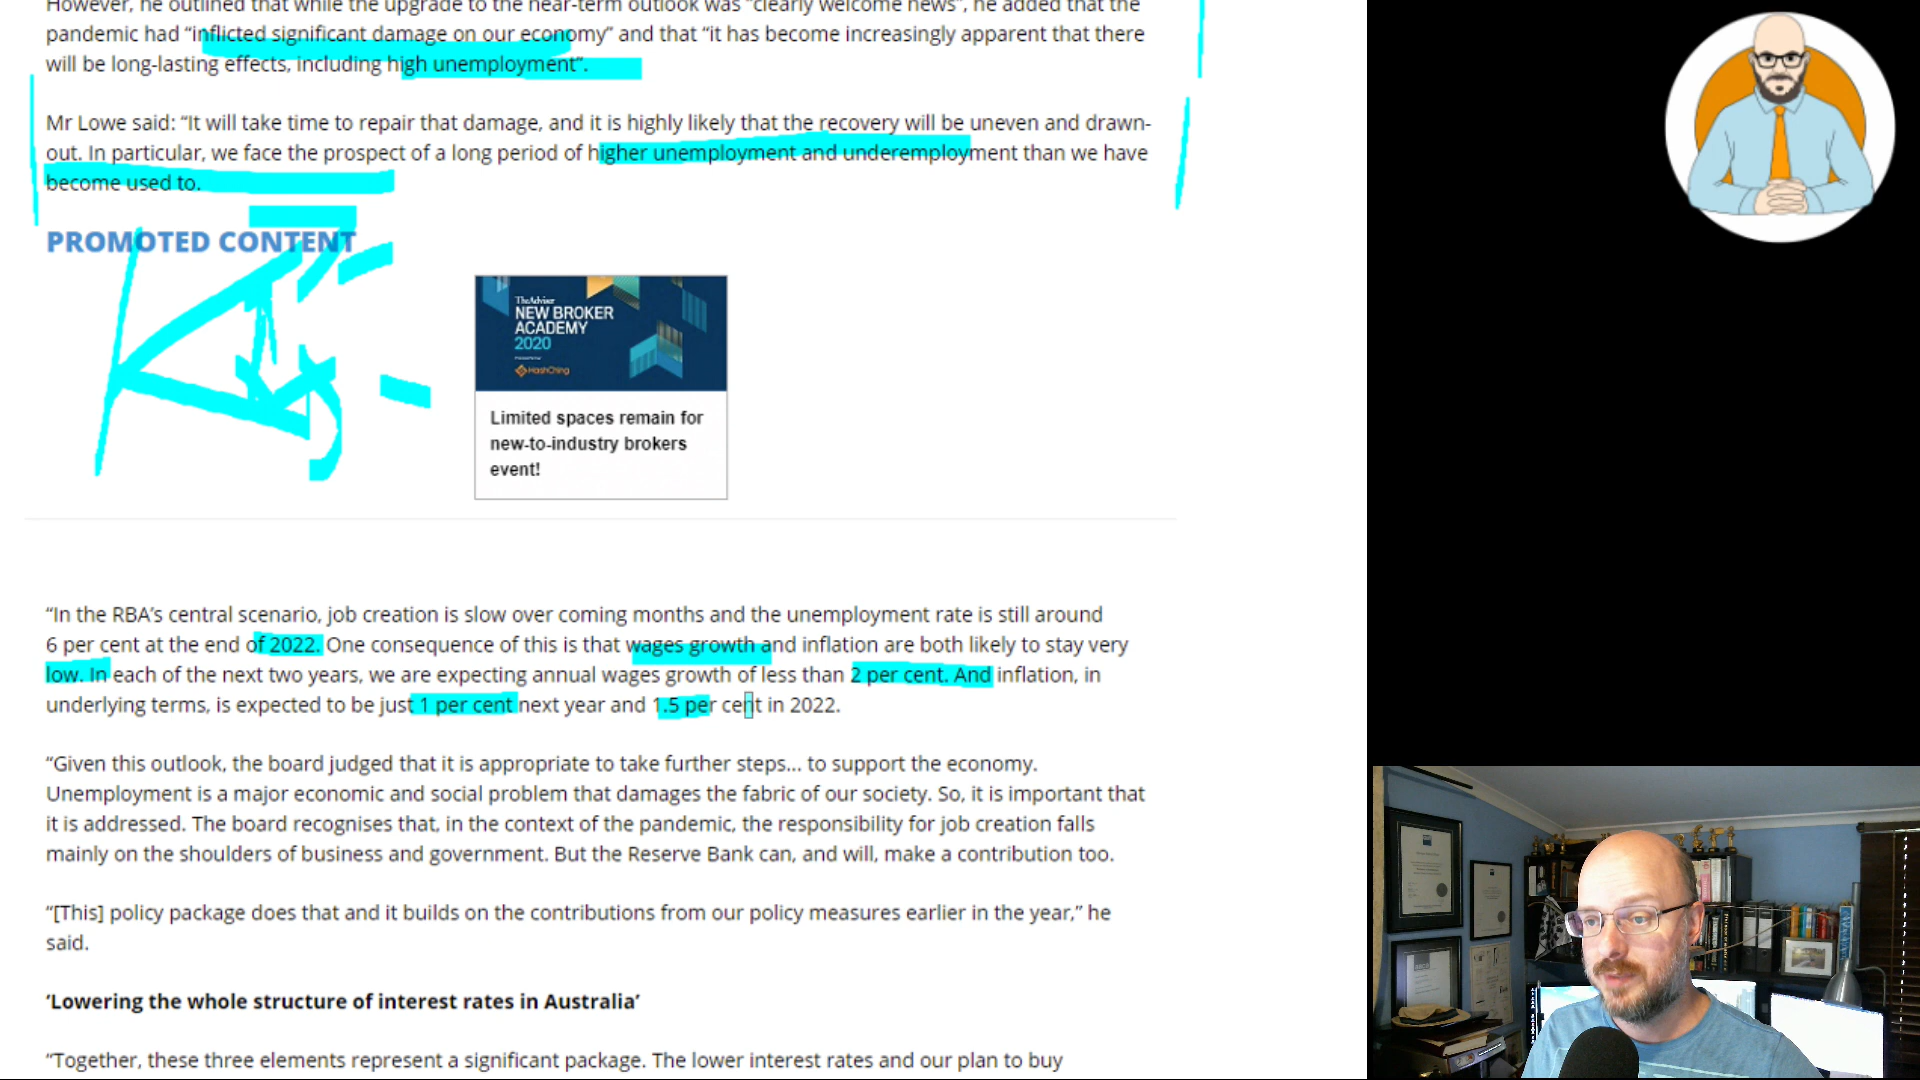 However, he outlined that while the upgrade to the near-term outlook was “clearly welcome news”, he added that the
pandemic had “inflicted significant damage on our economy” and that “it has become increasingly apparent that there
will be long-lasting effects, including high unemployment”.
Mr Lowe said: “It will take time to repair that damage, and it is highly likely that the recovery will be uneven and drawn-
out. In particular, we face the prospect of a long period of higher unemployment and underemployment than we have
become used to.
PROMOTED CONTENT
TheAdviser
NEW BROKER
ACADEMY
2020
HashChing
Limited spaces remain for
new-to-industry brokers
event!
“In the RBA’s central scenario, job creation is slow over coming months and the unemployment rate is still around
6 per cent at the end of 2022. One consequence of this is that wages growth and inflation are both likely to stay very
low. In each of the next two years, we are expecting annual wages growth of less than 2 per cent. And inflation, in
underlying terms, is expected to be just 1 per cent next year and 1.5 per cent in 2022.
“Given this outlook, the board judged that it is appropriate to take further steps... to support the economy.
Unemployment is a major economic and social problem that damages the fabric of our society. So, it is important that
it is addressed. The board recognises that, in the context of the pandemic, the responsibility for job creation falls
mainly on the shoulders of business and government. But the Reserve Bank can, and will, make a contribution too.
“[This] policy package does that and it builds on the contributions from our policy measures earlier in the year,” he
said.
‘Lowering the whole structure of interest rates in Australia’
“Together, these three elements represent a significant package. The lower interest rates and our plan to buy